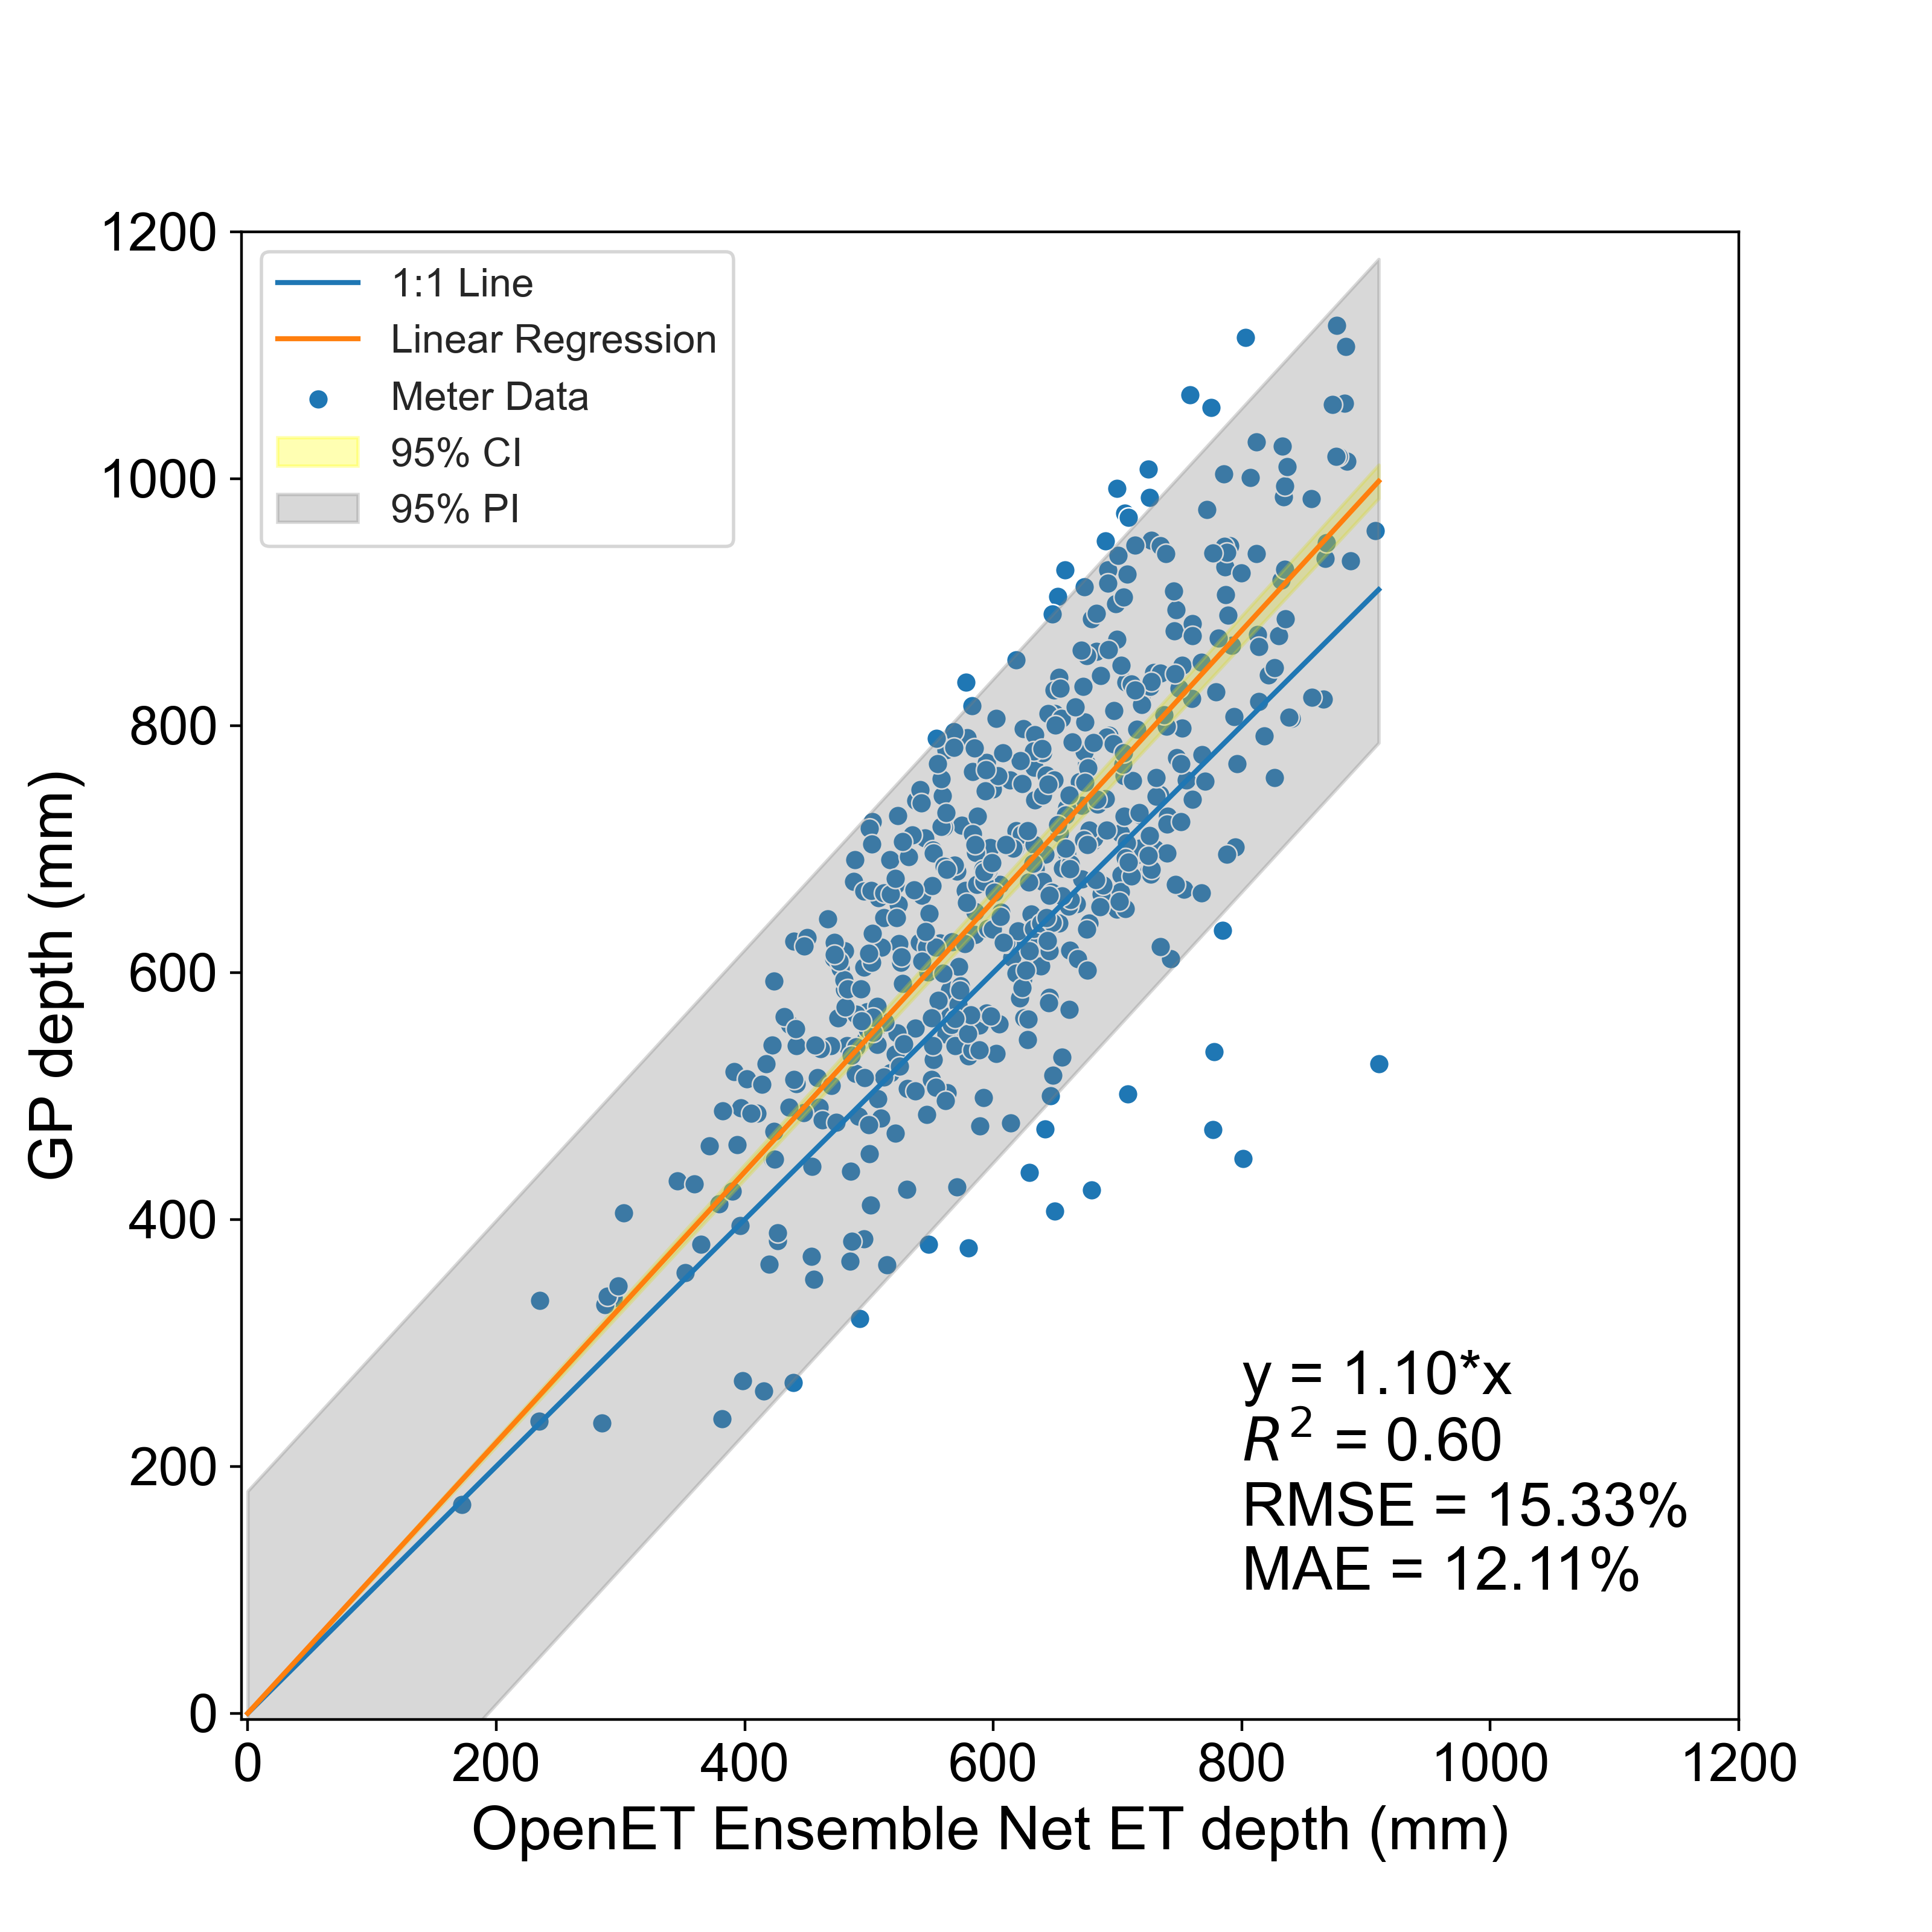 1200
1000
800
600
400
200
0
GP depth (mm)
1:1 Line
Linear Regression
Meter Data
95% CI
95% PI
y = 1.10*x
R² = 0.60
RMSE = 15.33%
MAE = 12.11%
0 200 400 600 800 1000 1200
OpenET Ensemble Net ET depth (mm)